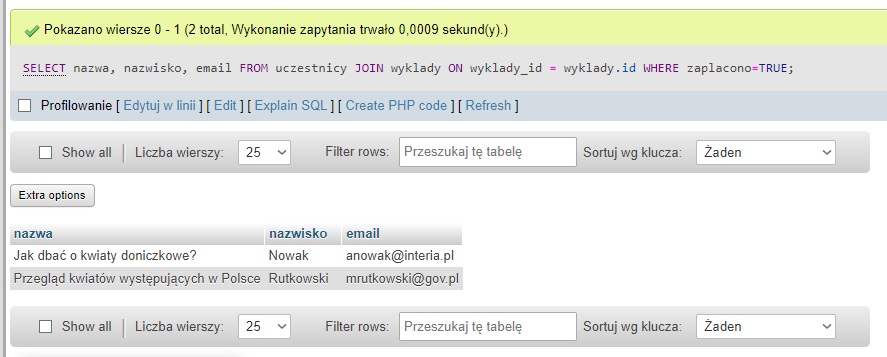 Pokazano wiersze 0 - 1 (2 total, Wykonanie zapytania trwało 0,0009 sekund(y).)
SELECT nazwa, nazwisko, email FROM uczestnicy JOIN wyklady ON wyklady_id = wyklady.id WHERE zaplacono=TRUE;
Profilowanie [ Edytuj w linii ] [ Edit ] [ Explain SQL ] [ Create PHP code ] [ Refresh ]
Show all Liczba wierszy: 25 Filter rows: Przeszukaj tę tabelę Sortuj wg klucza: Żaden
Extra options
nazwa nazwisko email
Jak dbać o kwiaty doniczkowe? Nowak anowak@interia.pl
Przegląd kwiatów występujących w Polsce Rutkowski mrutkowski@gov.pl
Show all Liczba wierszy: 25 Filter rows: Przeszukaj tę tabelę Sortuj wg klucza: Żaden